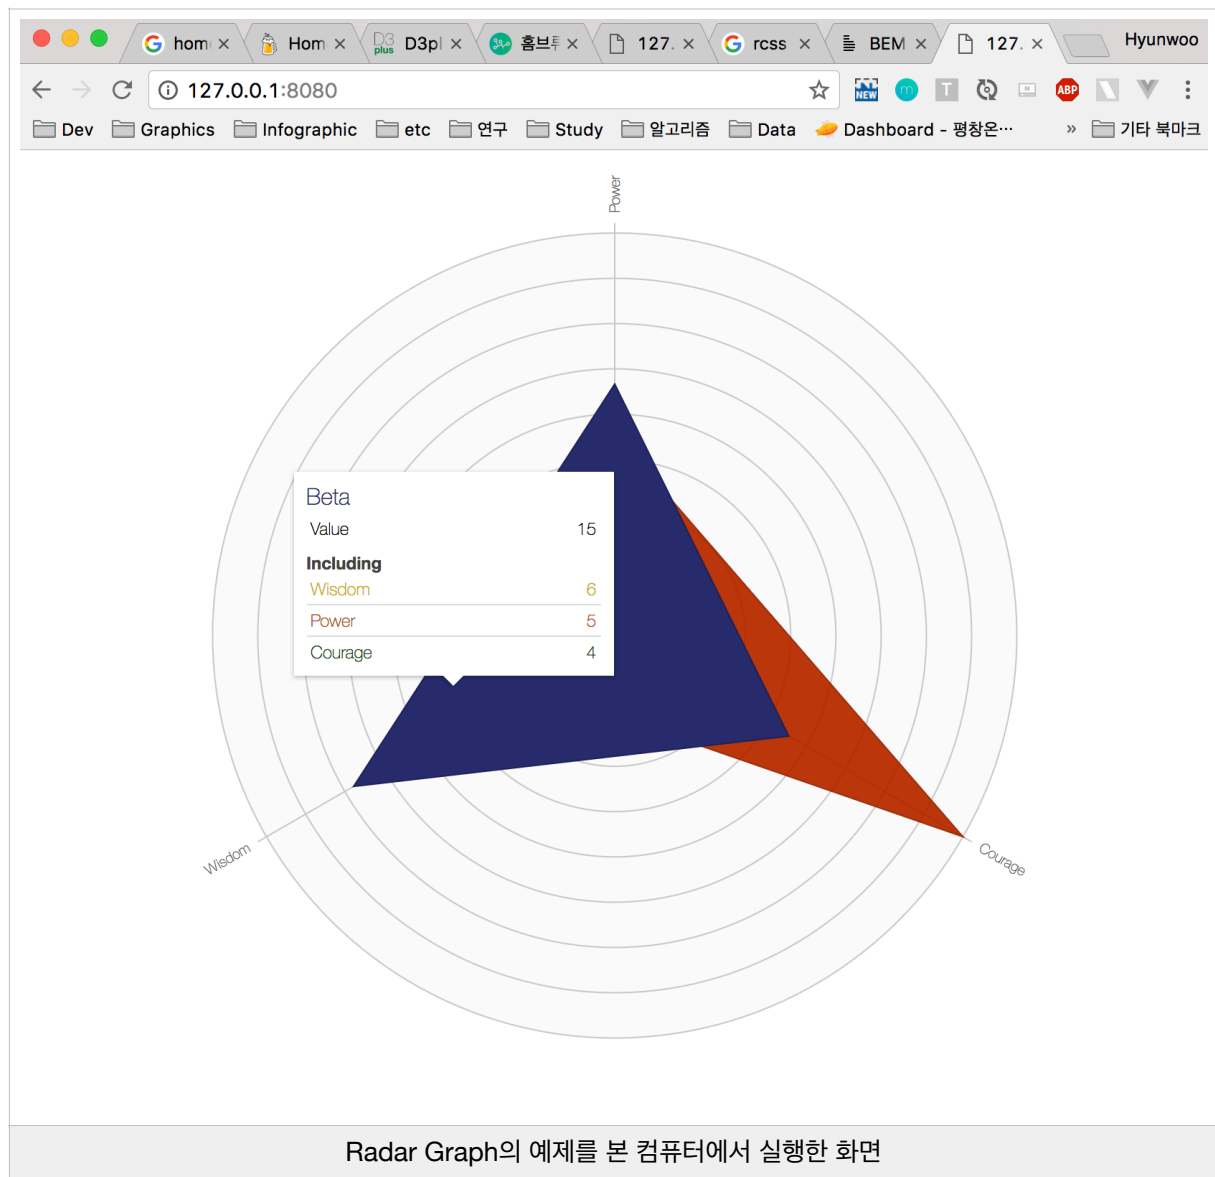 hom Hom D3pl 홈브루 127. rcss BEM 127. Hyunwoo
127.0.0.1:8080
NEW m T ABP
Dev Graphics Infographic etc 연구 Study 알고리즘 Data Dashboard - 평창온··· » 기타 북마크
Power
Beta
Value 15
Including
Wisdom 6
Power 5
Courage 4
Wisdom
Courage
Radar Graph의 예제를 본 컴퓨터에서 실행한 화면